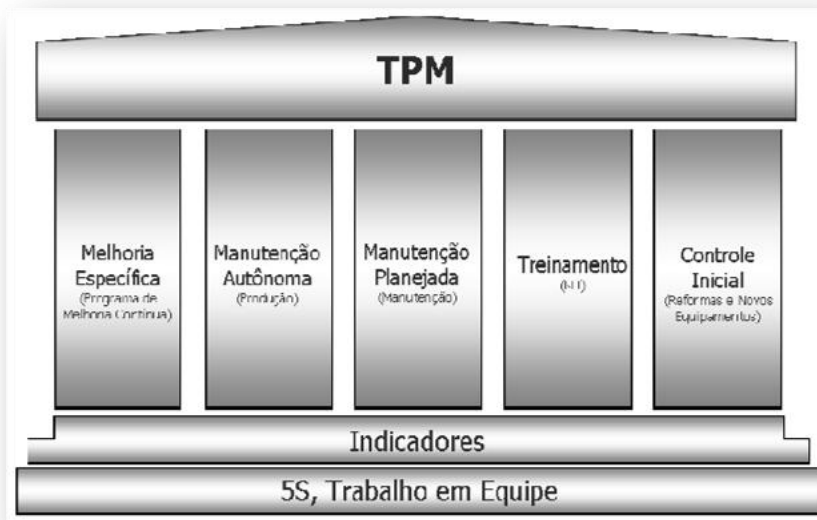 TPM
Melhoria
Específica
(Programa de
Melhoria Contínua)
Manutenção
Autônoma
(Produção)
Manutenção
Planejada
(Manutenção)
Treinamento
Controle
Inicial
(Reformas e Novos
Equipamentos)
Indicadores
5S, Trabalho em Equipe